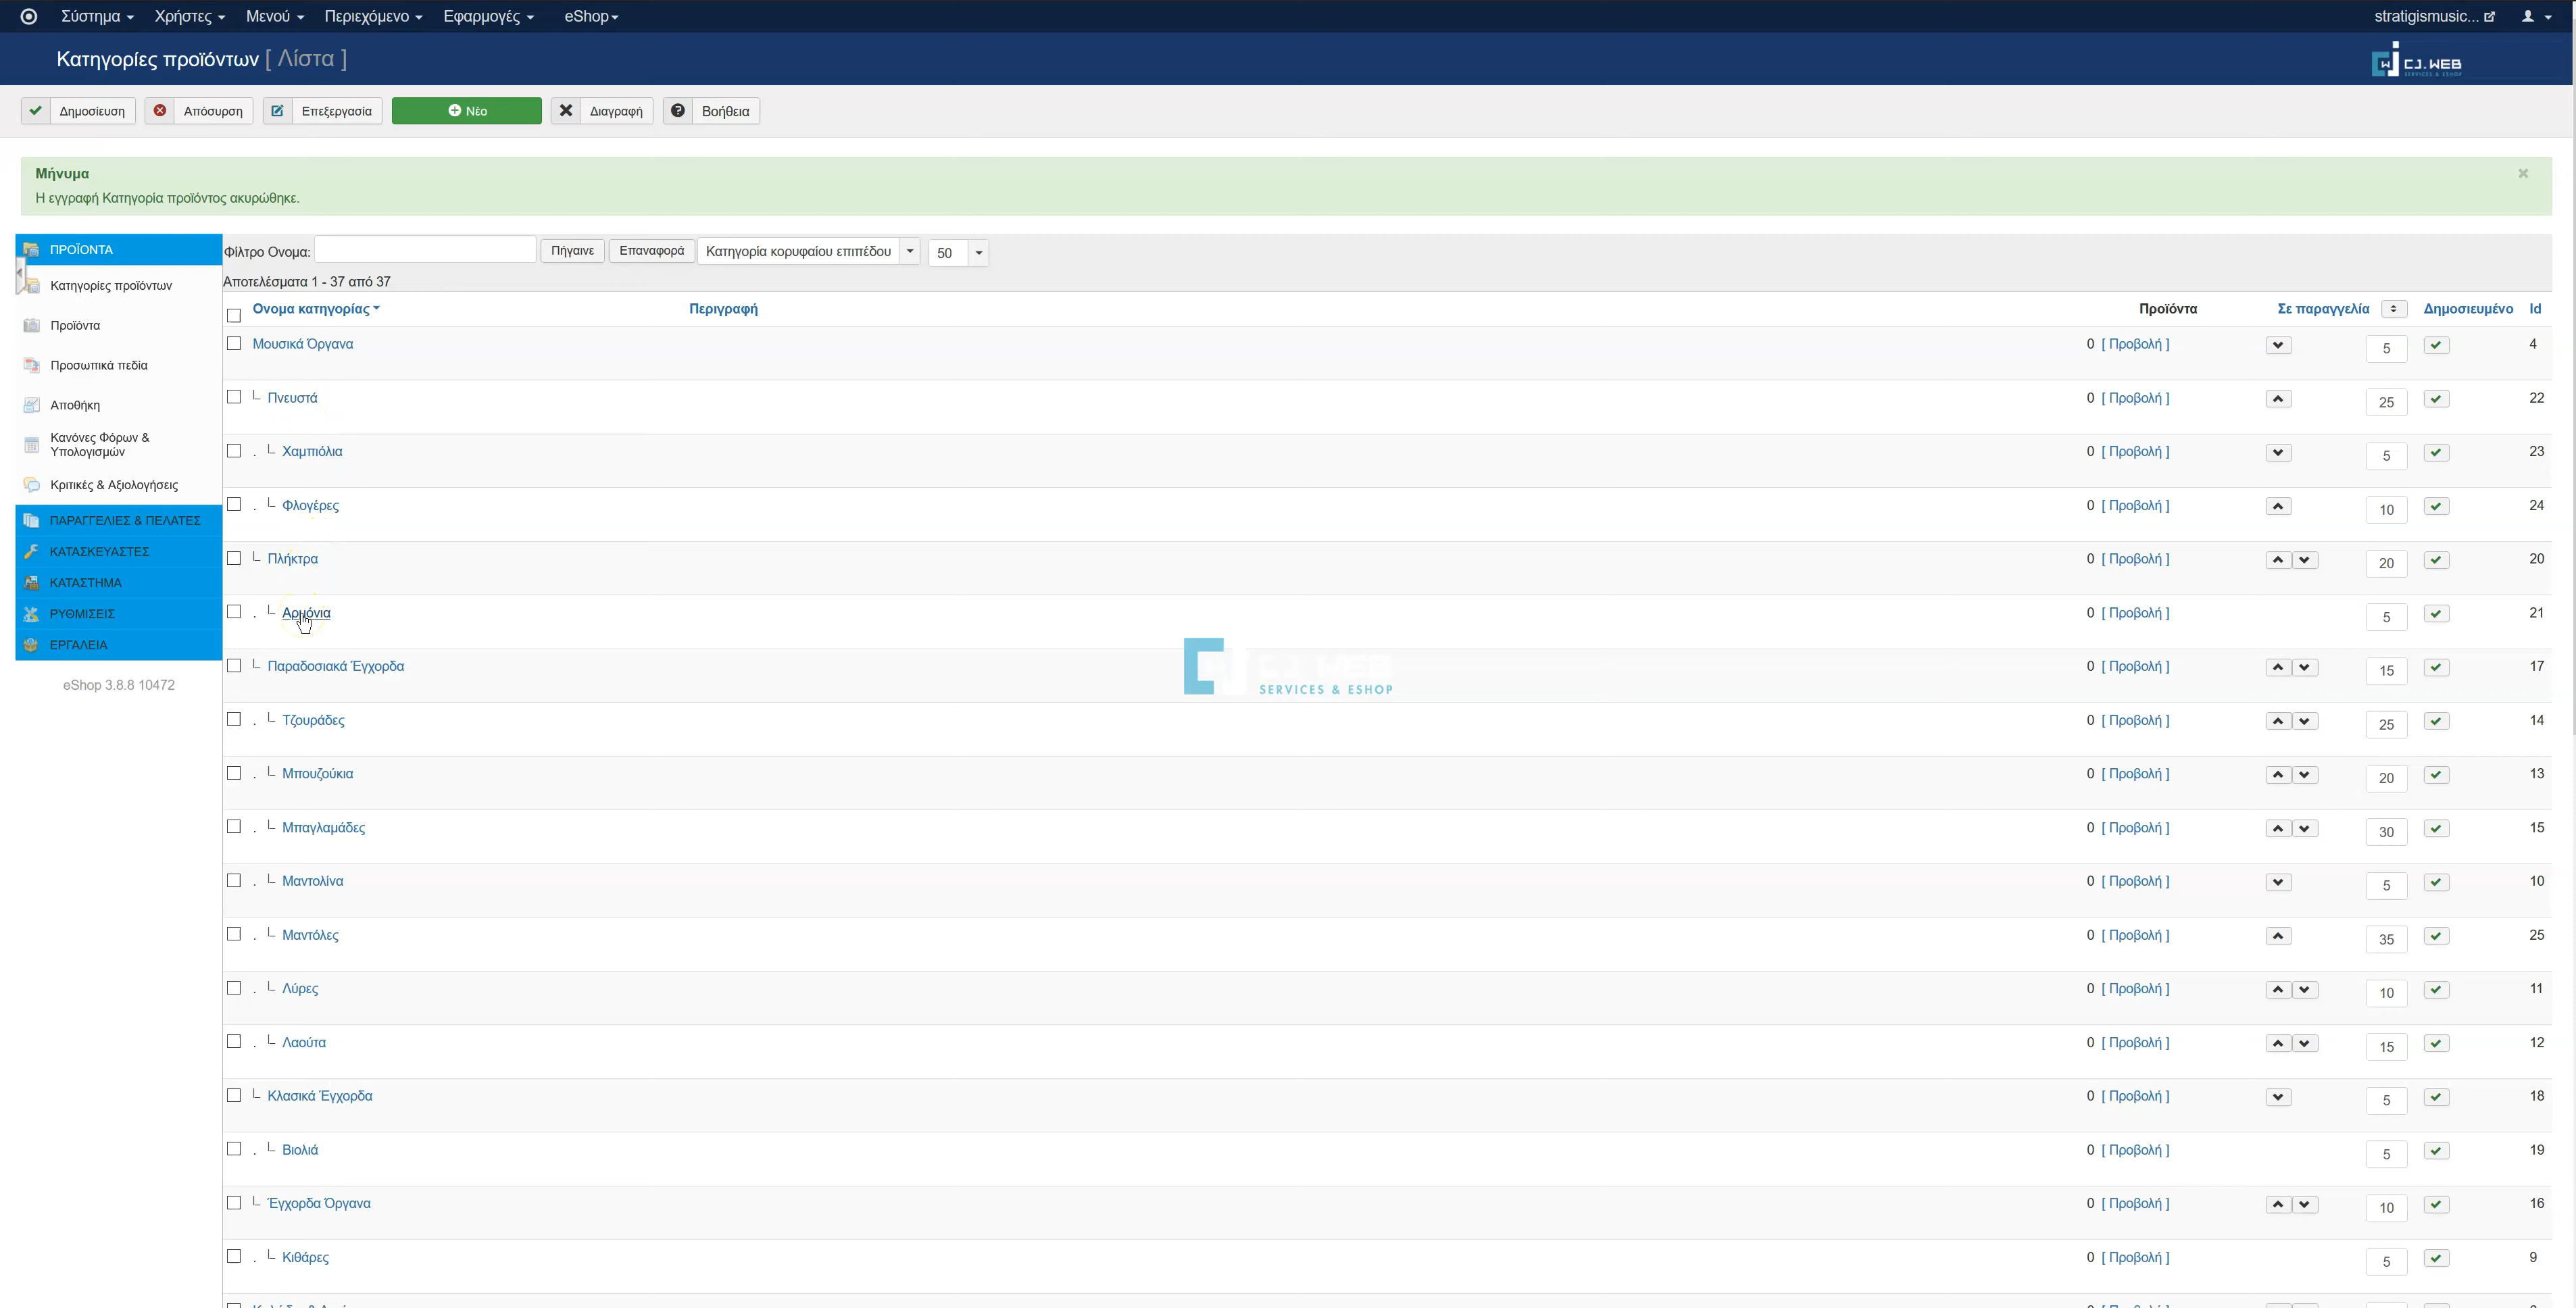 Σύστημα Χρήστες Μενού Περιεχόμενο Εφαρμογές eShop stratigismusic...
Κατηγορίες προϊόντων [ Λίστα ]
CJ.WEB
SERVICES & ESHOP
Δημοσίευση Απόσυρση Επεξεργασία Νέο Διαγραφή Βοήθεια
Μήνυμα
Η εγγραφή Κατηγορία προϊόντος ακυρώθηκε.
ΠΡΟΪΟΝΤΑ
Κατηγορίες προϊόντων
Προϊόντα
Προσωπικά πεδία
Αποθήκη
Κανόνες Φόρων &
Υπολογισμών
Κριτικές & Αξιολογήσεις
ΠΑΡΑΓΓΕΛΙΕΣ & ΠΕΛΑΤΕΣ
ΚΑΤΑΣΚΕΥΑΣΤΕΣ
ΚΑΤΑΣΤΗΜΑ
ΡΥΘΜΙΣΕΙΣ
ΕΡΓΑΛΕΙΑ
eShop 3.8.8 10472
Φίλτρο Ονομα: Πήγαινε Επαναφορά Κατηγορία κορυφαίου επιπέδου 50
Αποτελέσματα 1 - 37 από 37
Ονομα κατηγορίας Περιγραφή Προϊόντα Σε παραγγελία Δημοσιευμένο Id
Μουσικά Όργανα 0 [ Προβολή ] 5 4
Πνευστά 0 [ Προβολή ] 25 22
. Χαμπιόλια 0 [ Προβολή ] 5 23
. Φλογέρες 0 [ Προβολή ] 10 24
Πλήκτρα 0 [ Προβολή ] 20 20
. Αρμόνια 0 [ Προβολή ] 5 21
Παραδοσιακά Έγχορδα 0 [ Προβολή ] 15 17
. Τζουράδες 0 [ Προβολή ] 25 14
. Μπουζούκια 0 [ Προβολή ] 20 13
. Μπαγλαμάδες 0 [ Προβολή ] 30 15
. Μαντολίνα 0 [ Προβολή ] 5 10
. Μαντόλες 0 [ Προβολή ] 35 25
. Λύρες 0 [ Προβολή ] 10 11
. Λαούτα 0 [ Προβολή ] 15 12
Κλασικά Έγχορδα 0 [ Προβολή ] 5 18
. Βιολιά 0 [ Προβολή ] 5 19
Έγχορδα Όργανα 0 [ Προβολή ] 10 16
. Κιθάρες 0 [ Προβολή ] 5 9
CJ.WEB
SERVICES & ESHOP